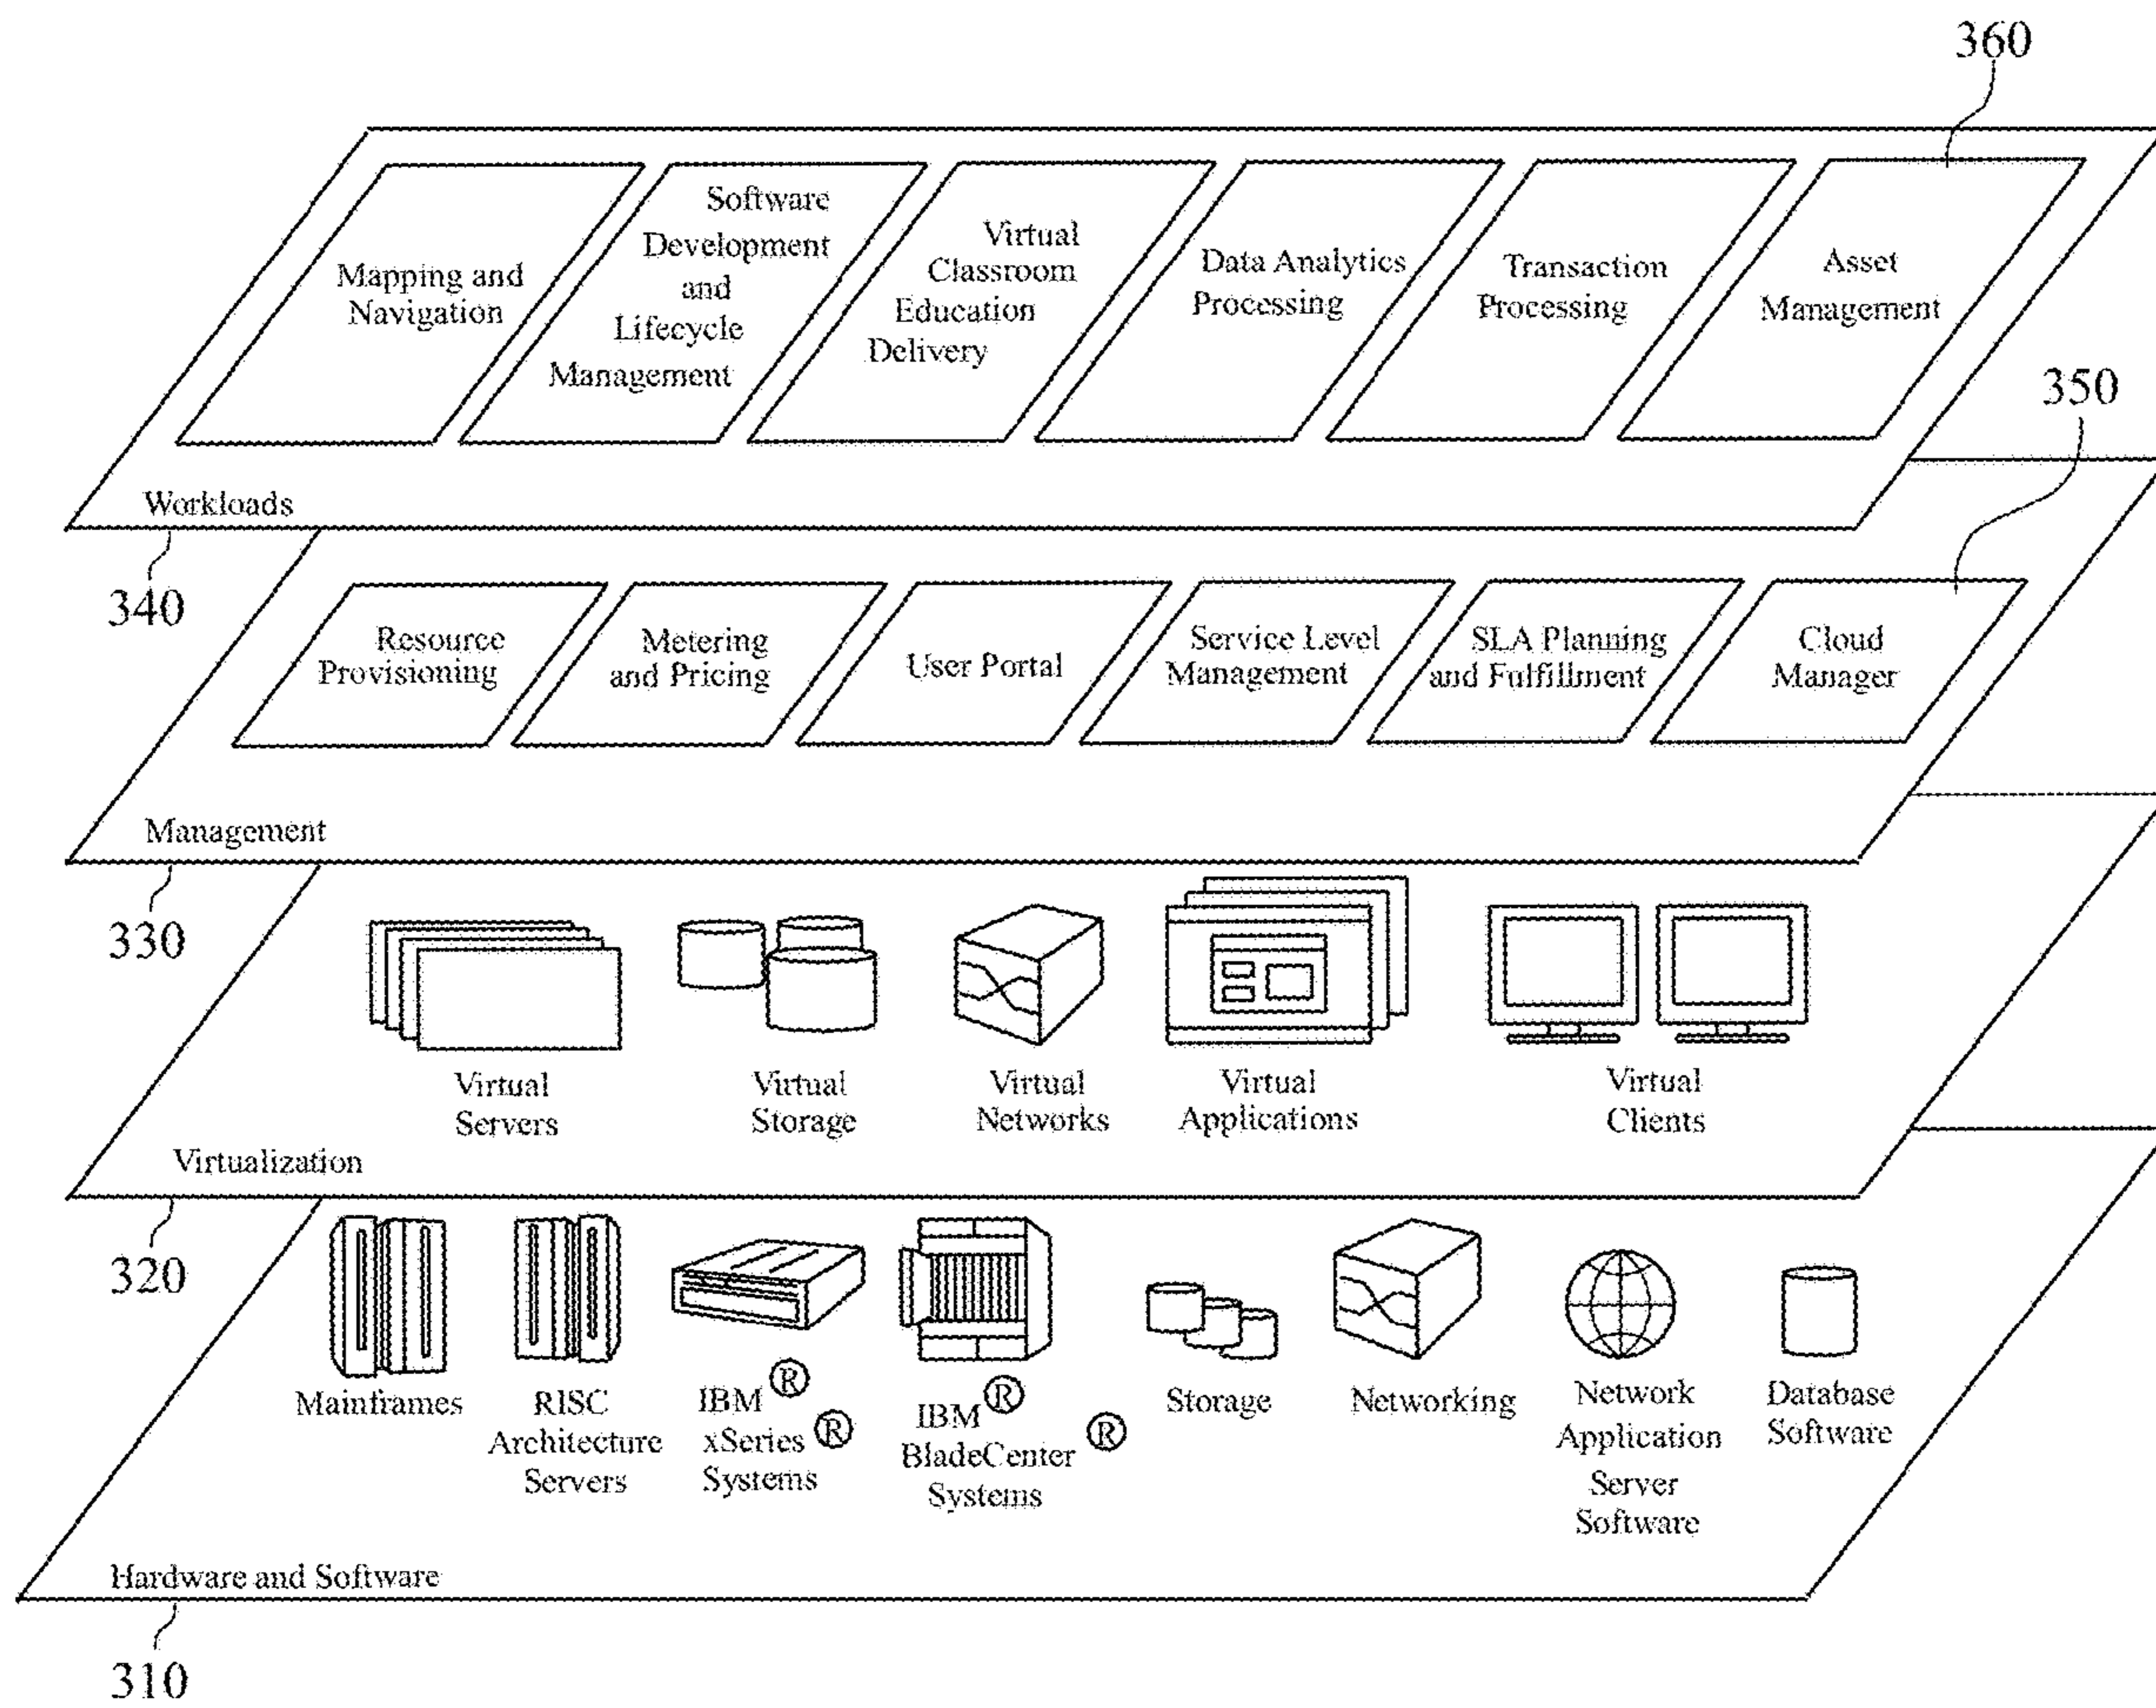 360
Mapping and
Navigation
Software
Development
and
Lifecycle
Management
Virtual
Classroom
Education
Delivery
Data Analytics
Processing
Transaction
Processing
Asset
Management
350
Workloads
340
Resource
Provisioning
Metering
and Pricing
User Portal
Service Level
Management
SLA Planning
and Fulfillment
Cloud
Manager
Management
330
Virtual
Servers
Virtual
Storage
Virtual
Networks
Virtual
Applications
Virtual
Clients
Virtualization
320
Mainframes
RISC
Architecture
Servers
IBM ®
xSeries ®
Systems
IBM ®
BladeCenter ®
Systems
Storage
Networking
Network
Application
Server
Software
Database
Software
Hardware and Software
310